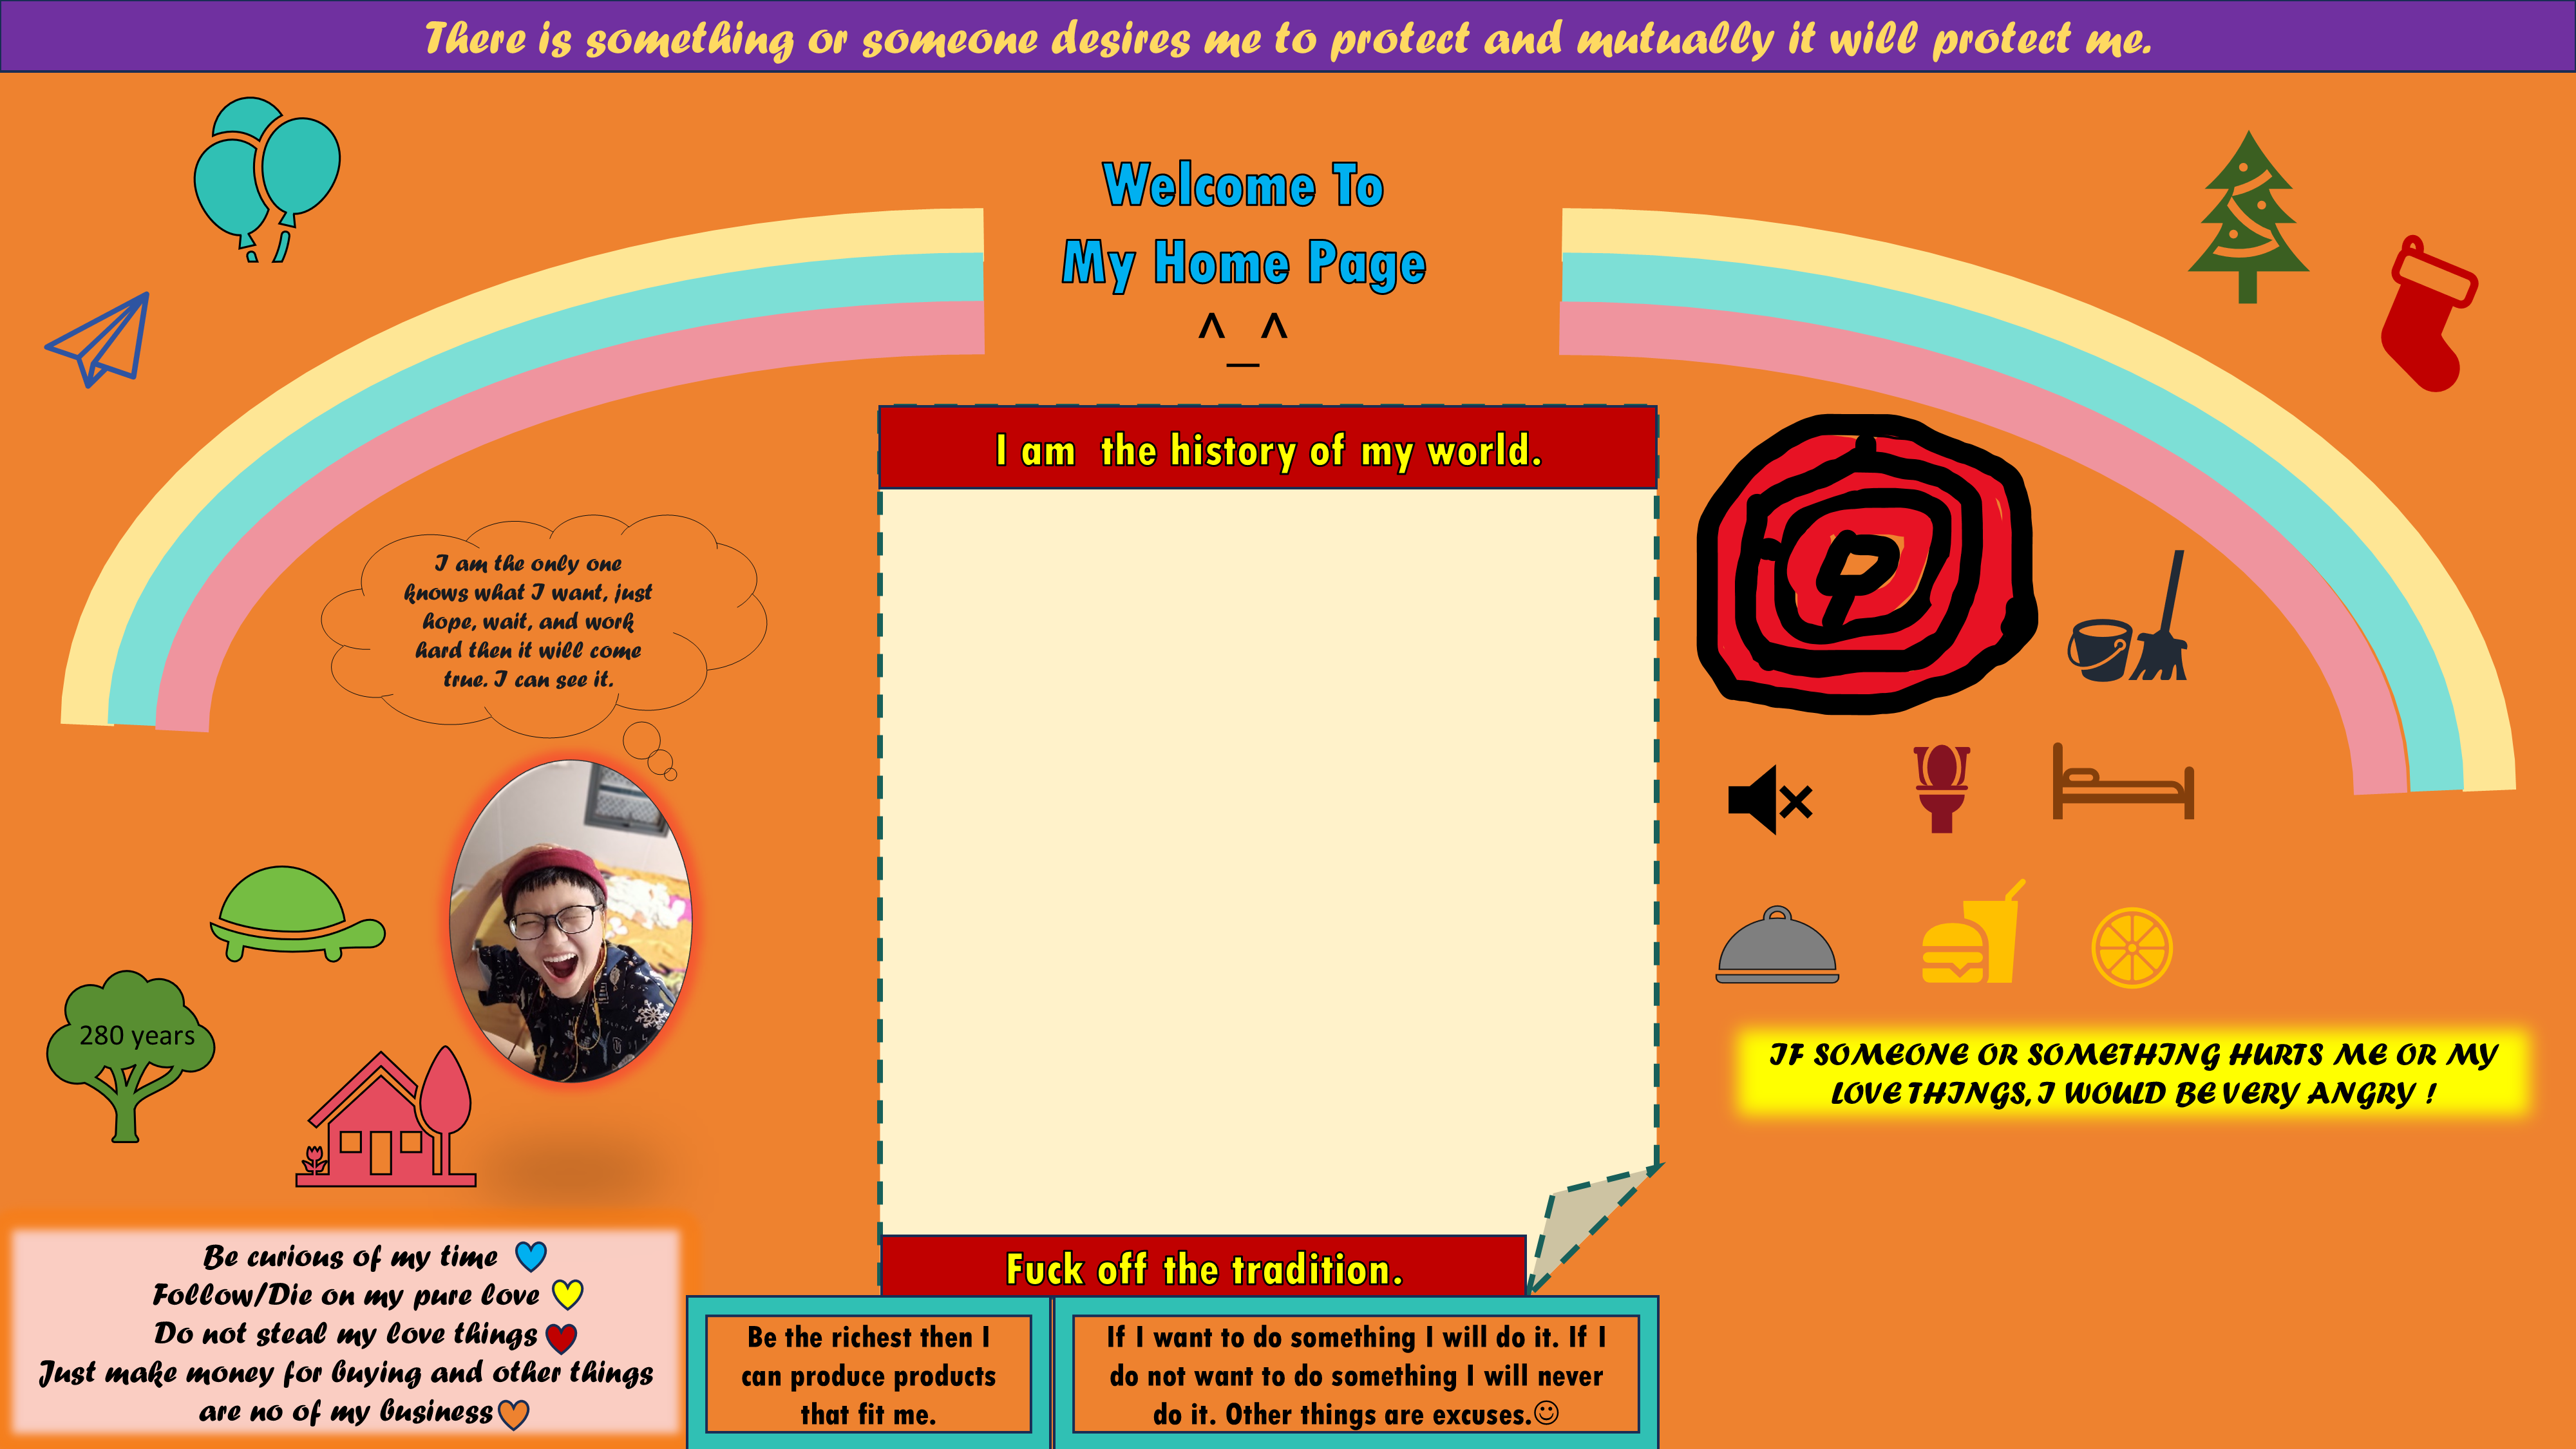 There is something or someone desires me to protect and mutually it will protect me.
Welcome To
My Home Page
^_^
I am  the history of my world.
I am the only one
knows what I want, just
hope, wait, and work
hard then it will come
true. I can see it.
280 years
IF SOMEONE OR SOMETHING HURTS ME OR MY
LOVE THINGS, I WOULD BE VERY ANGRY !
Be curious of my time
Follow/Die on my pure love
Do not steal my love things
Just make money for buying and other things
are no of my business
Fuck off the tradition.
Be the richest then I
can produce products
that fit me.
If I want to do something I will do it. If I
do not want to do something I will never
do it. Other things are excuses.☺